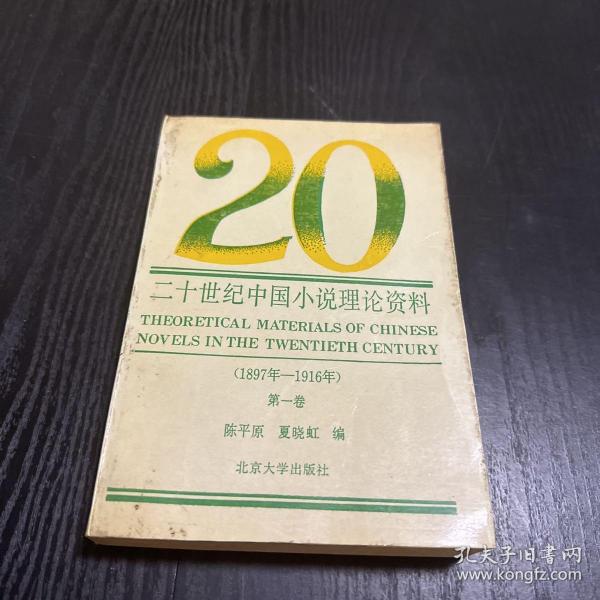 20
二十世纪中国小说理论资料
THEORETICAL MATERIALS OF CHINESE
NOVELS IN THE TWENTIETH CENTURY
(1897年—1916年)
第一卷
陈平原 夏晓虹 编
北京大学出版社
孔夫子旧书网
www.kongfz.com